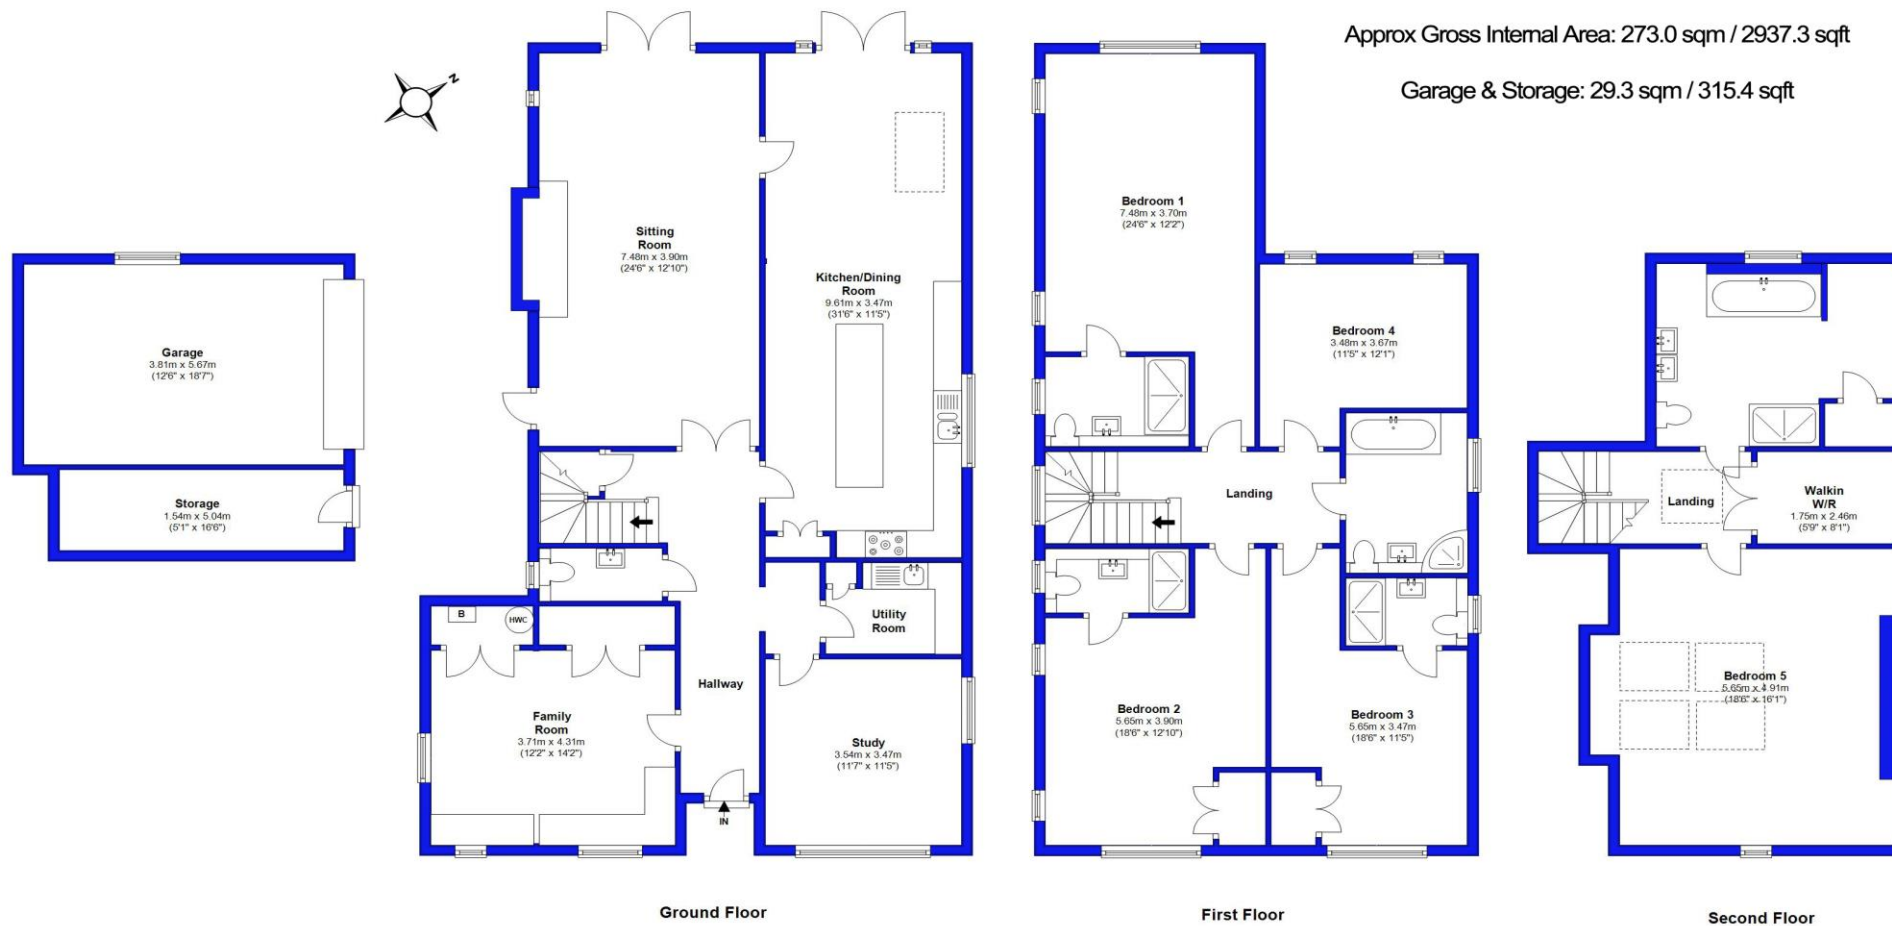 Approx Gross Internal Area: 273.0 sqm / 2937.3 sqft
Garage & Storage: 29.3 sqm / 315.4 sqft
N
Garage
3.81m x 5.67m
(12'6" x 18'7")
Storage
1.54m x 5.04m
(5'1" x 16'6")
Sitting
Room
7.48m x 3.90m
(24'6" x 12'10")
Kitchen/Dining
Room
9.61m x 3.47m
(31'6" x 11'5")
B
HWC
Utility
Room
Hallway
Family
Room
3.71m x 4.31m
(12'2" x 14'2")
Study
3.54m x 3.47m
(11'7" x 11'5")
IN
Ground Floor
Bedroom 1
7.48m x 3.70m
(24'6" x 12'2")
Bedroom 4
3.48m x 3.67m
(11'5" x 12'1")
Landing
Bedroom 2
5.65m x 3.90m
(18'6" x 12'10")
Bedroom 3
5.65m x 3.47m
(18'6" x 11'5")
First Floor
Landing
Walkin
W/R
1.75m x 2.46m
(5'9" x 8'1")
Bedroom 5
5.65m x 4.91m
(18'6" x 16'1")
Second Floor